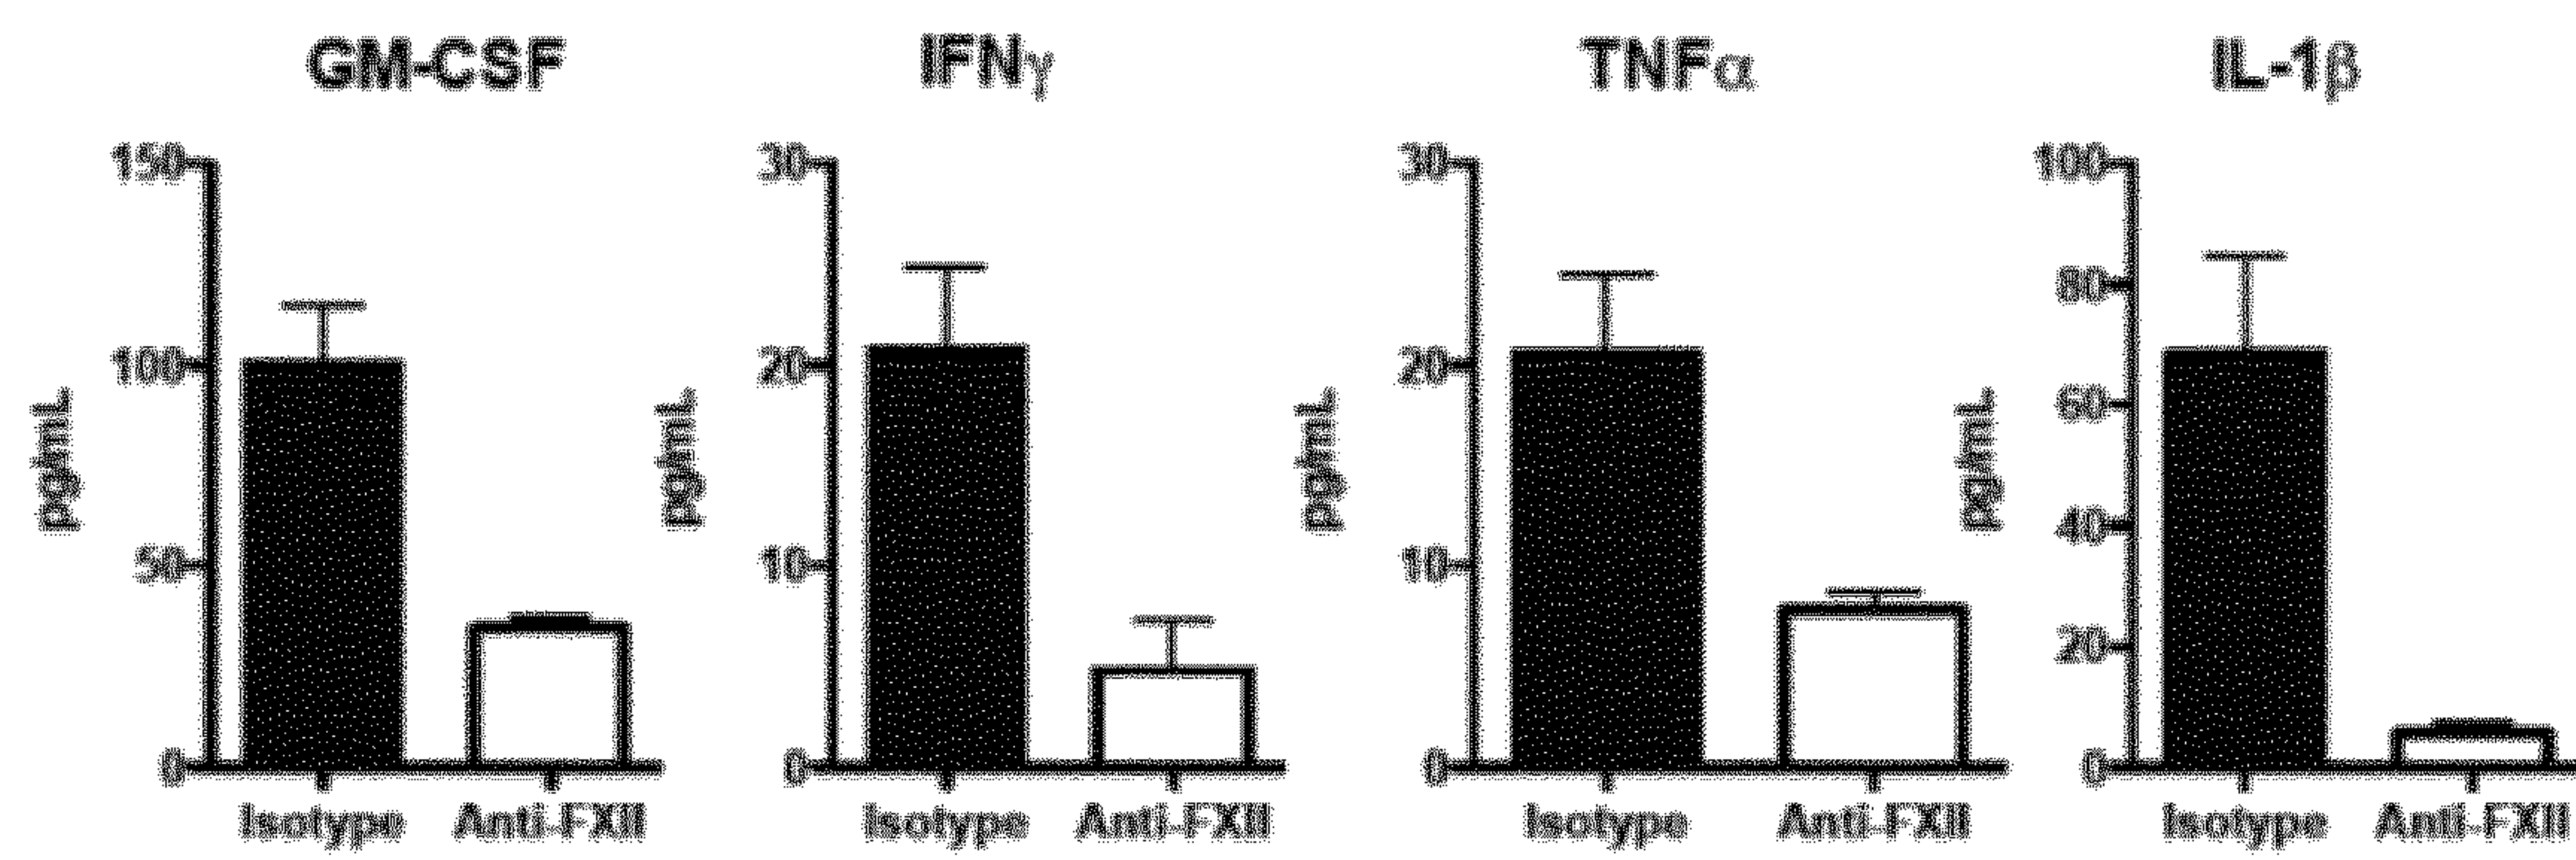 GM-CSF
150
100
50
0
pg/mL
Isotype Anti-FXII
IFNγ
30
20
10
0
pg/mL
Isotype Anti-FXII
TNFα
30
20
10
0
pg/mL
Isotype Anti-FXII
IL-1β
100
80
60
40
20
0
pg/mL
Isotype Anti-FXII